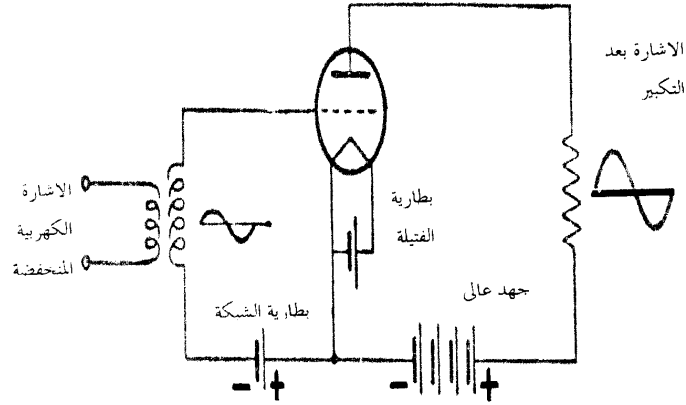 الاشارة بعد
التكبير
الاشارة
الكهربية
المنخفضة
بطارية
الفتيلة
جهد عالى
بطارية الشبكة
- +
- +